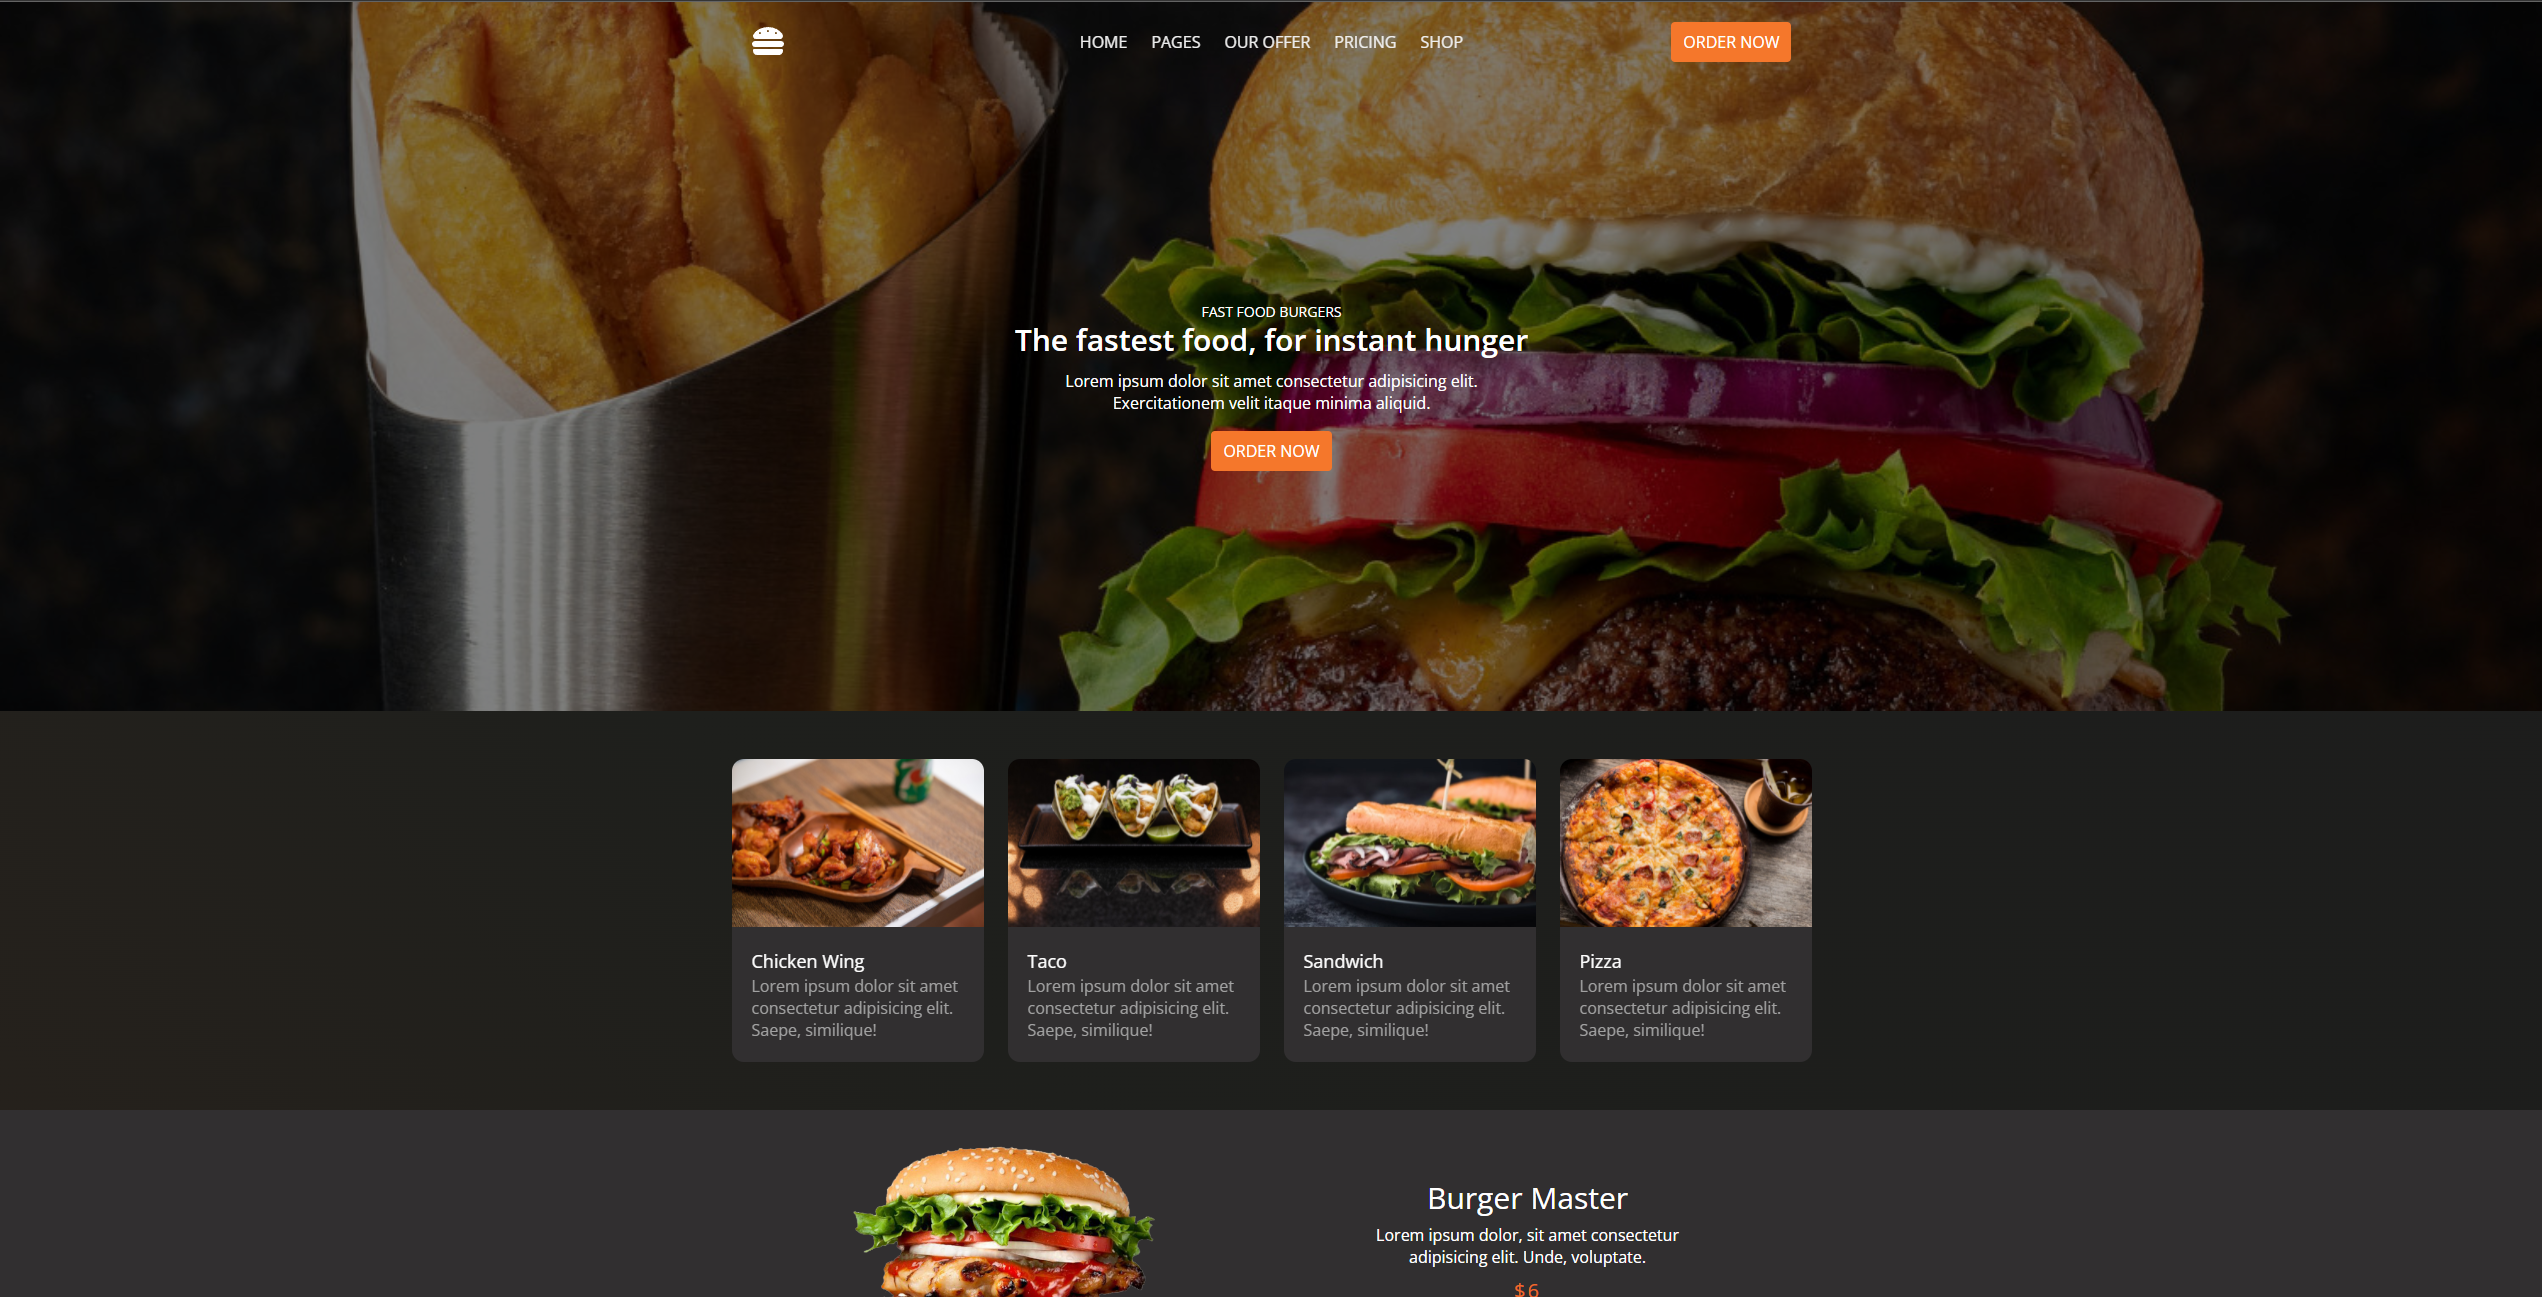 HOME PAGES OUR OFFER PRICING SHOP ORDER NOW
FAST FOOD BURGERS
The fastest food, for instant hunger
Lorem ipsum dolor sit amet consectetur adipisicing elit.
Exercitationem velit itaque minima aliquid.
ORDER NOW
Chicken Wing
Lorem ipsum dolor sit amet
consectetur adipisicing elit.
Saepe, similique!
Taco
Lorem ipsum dolor sit amet
consectetur adipisicing elit.
Saepe, similique!
Sandwich
Lorem ipsum dolor sit amet
consectetur adipisicing elit.
Saepe, similique!
Pizza
Lorem ipsum dolor sit amet
consectetur adipisicing elit.
Saepe, similique!
Burger Master
Lorem ipsum dolor, sit amet consectetur
adipisicing elit. Unde, voluptate.
$6